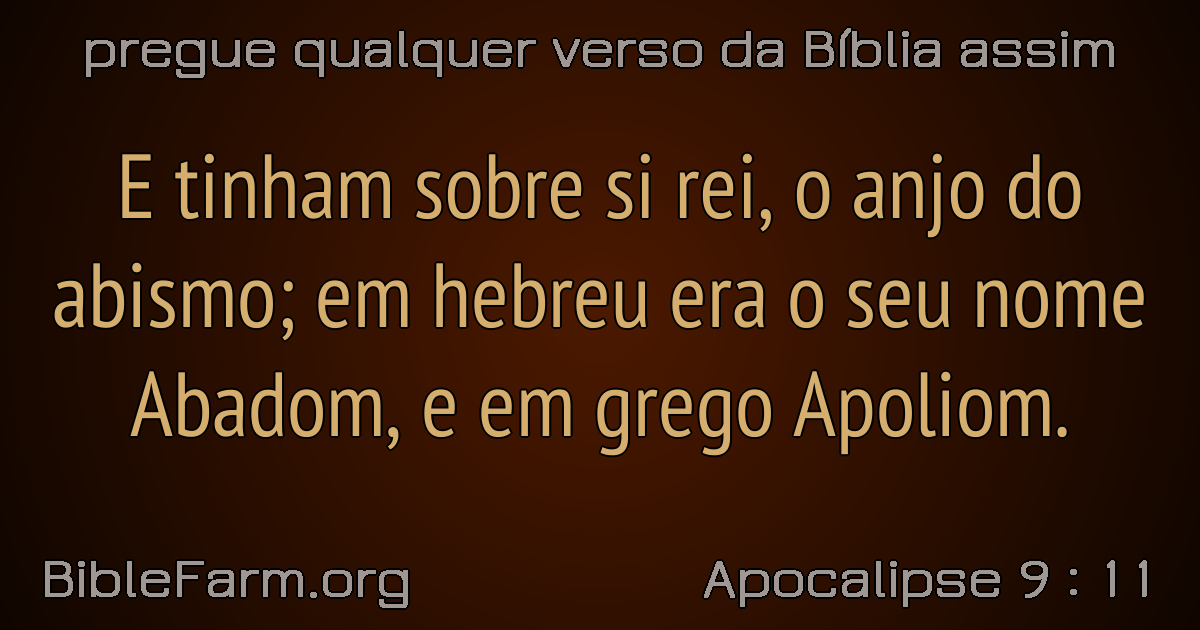 pregue qualquer verso da Bíblia assim
E tinham sobre si rei, o anjo do
abismo; em hebreu era o seu nome
Abadom, e em grego Apoliom.
BibleFarm.org
Apocalipse 9 : 11